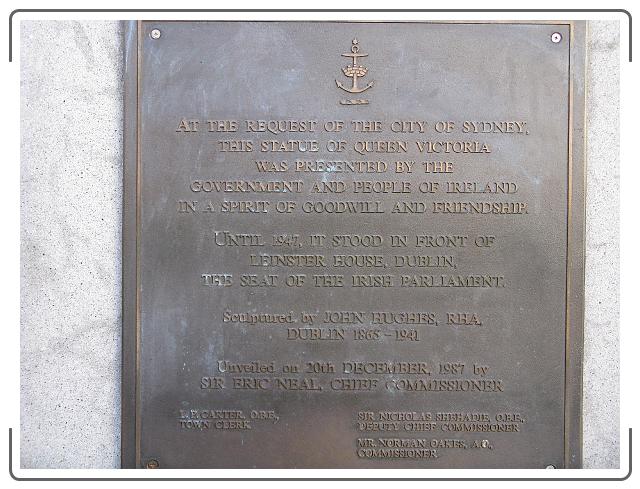 AT THE REQUEST OF THE CITY OF SYDNEY,
THIS STATUE OF QUEEN VICTORIA
WAS PRESENTED BY THE
GOVERNMENT AND PEOPLE OF IRELAND
IN A SPIRIT OF GOODWILL AND FRIENDSHIP.
UNTIL 1947, IT STOOD IN FRONT OF
LEINSTER HOUSE, DUBLIN,
THE SEAT OF THE IRISH PARLIAMENT.
Sculptured by JOHN HUGHES, RHA,
DUBLIN 1865-1941
Unveiled on 20th DECEMBER, 1987 by
SIR ERIC NEAL, CHIEF COMMISSIONER
L.P. CARTER, O.B.E.,
TOWN CLERK
SIR NICHOLAS SHEHADIE, O.B.E.,
DEPUTY CHIEF COMMISSIONER
MR. NORMAN OAKES, A.O.,
COMMISSIONER